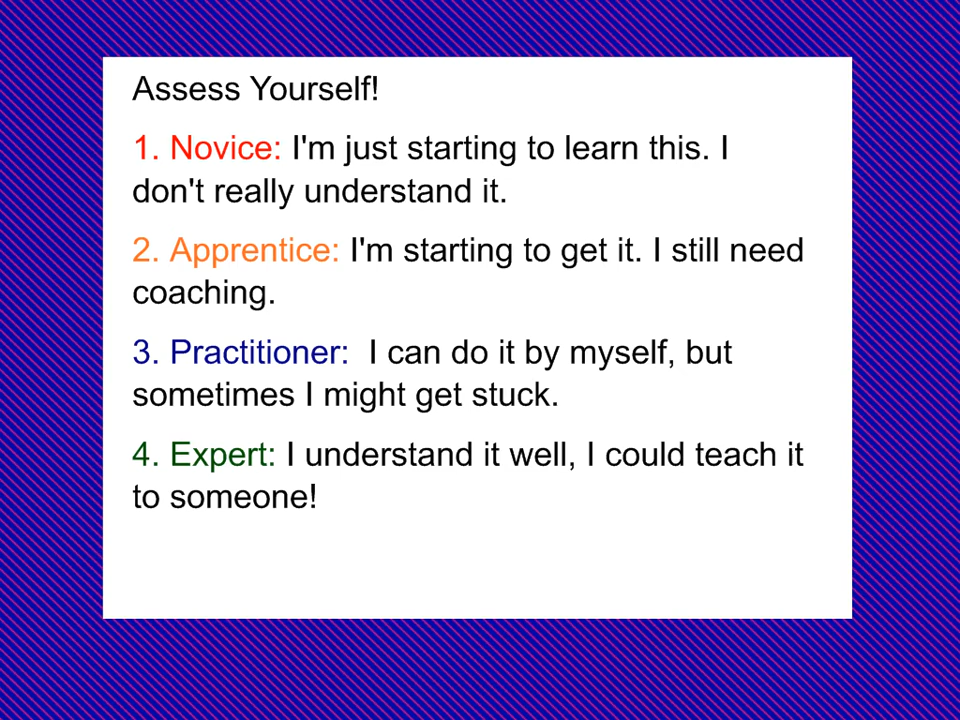 Assess Yourself!
1. Novice: I'm just starting to learn this. I
don't really understand it.
2. Apprentice: I'm starting to get it. I still need
coaching.
3. Practitioner:  I can do it by myself, but
sometimes I might get stuck.
4. Expert: I understand it well, I could teach it
to someone!